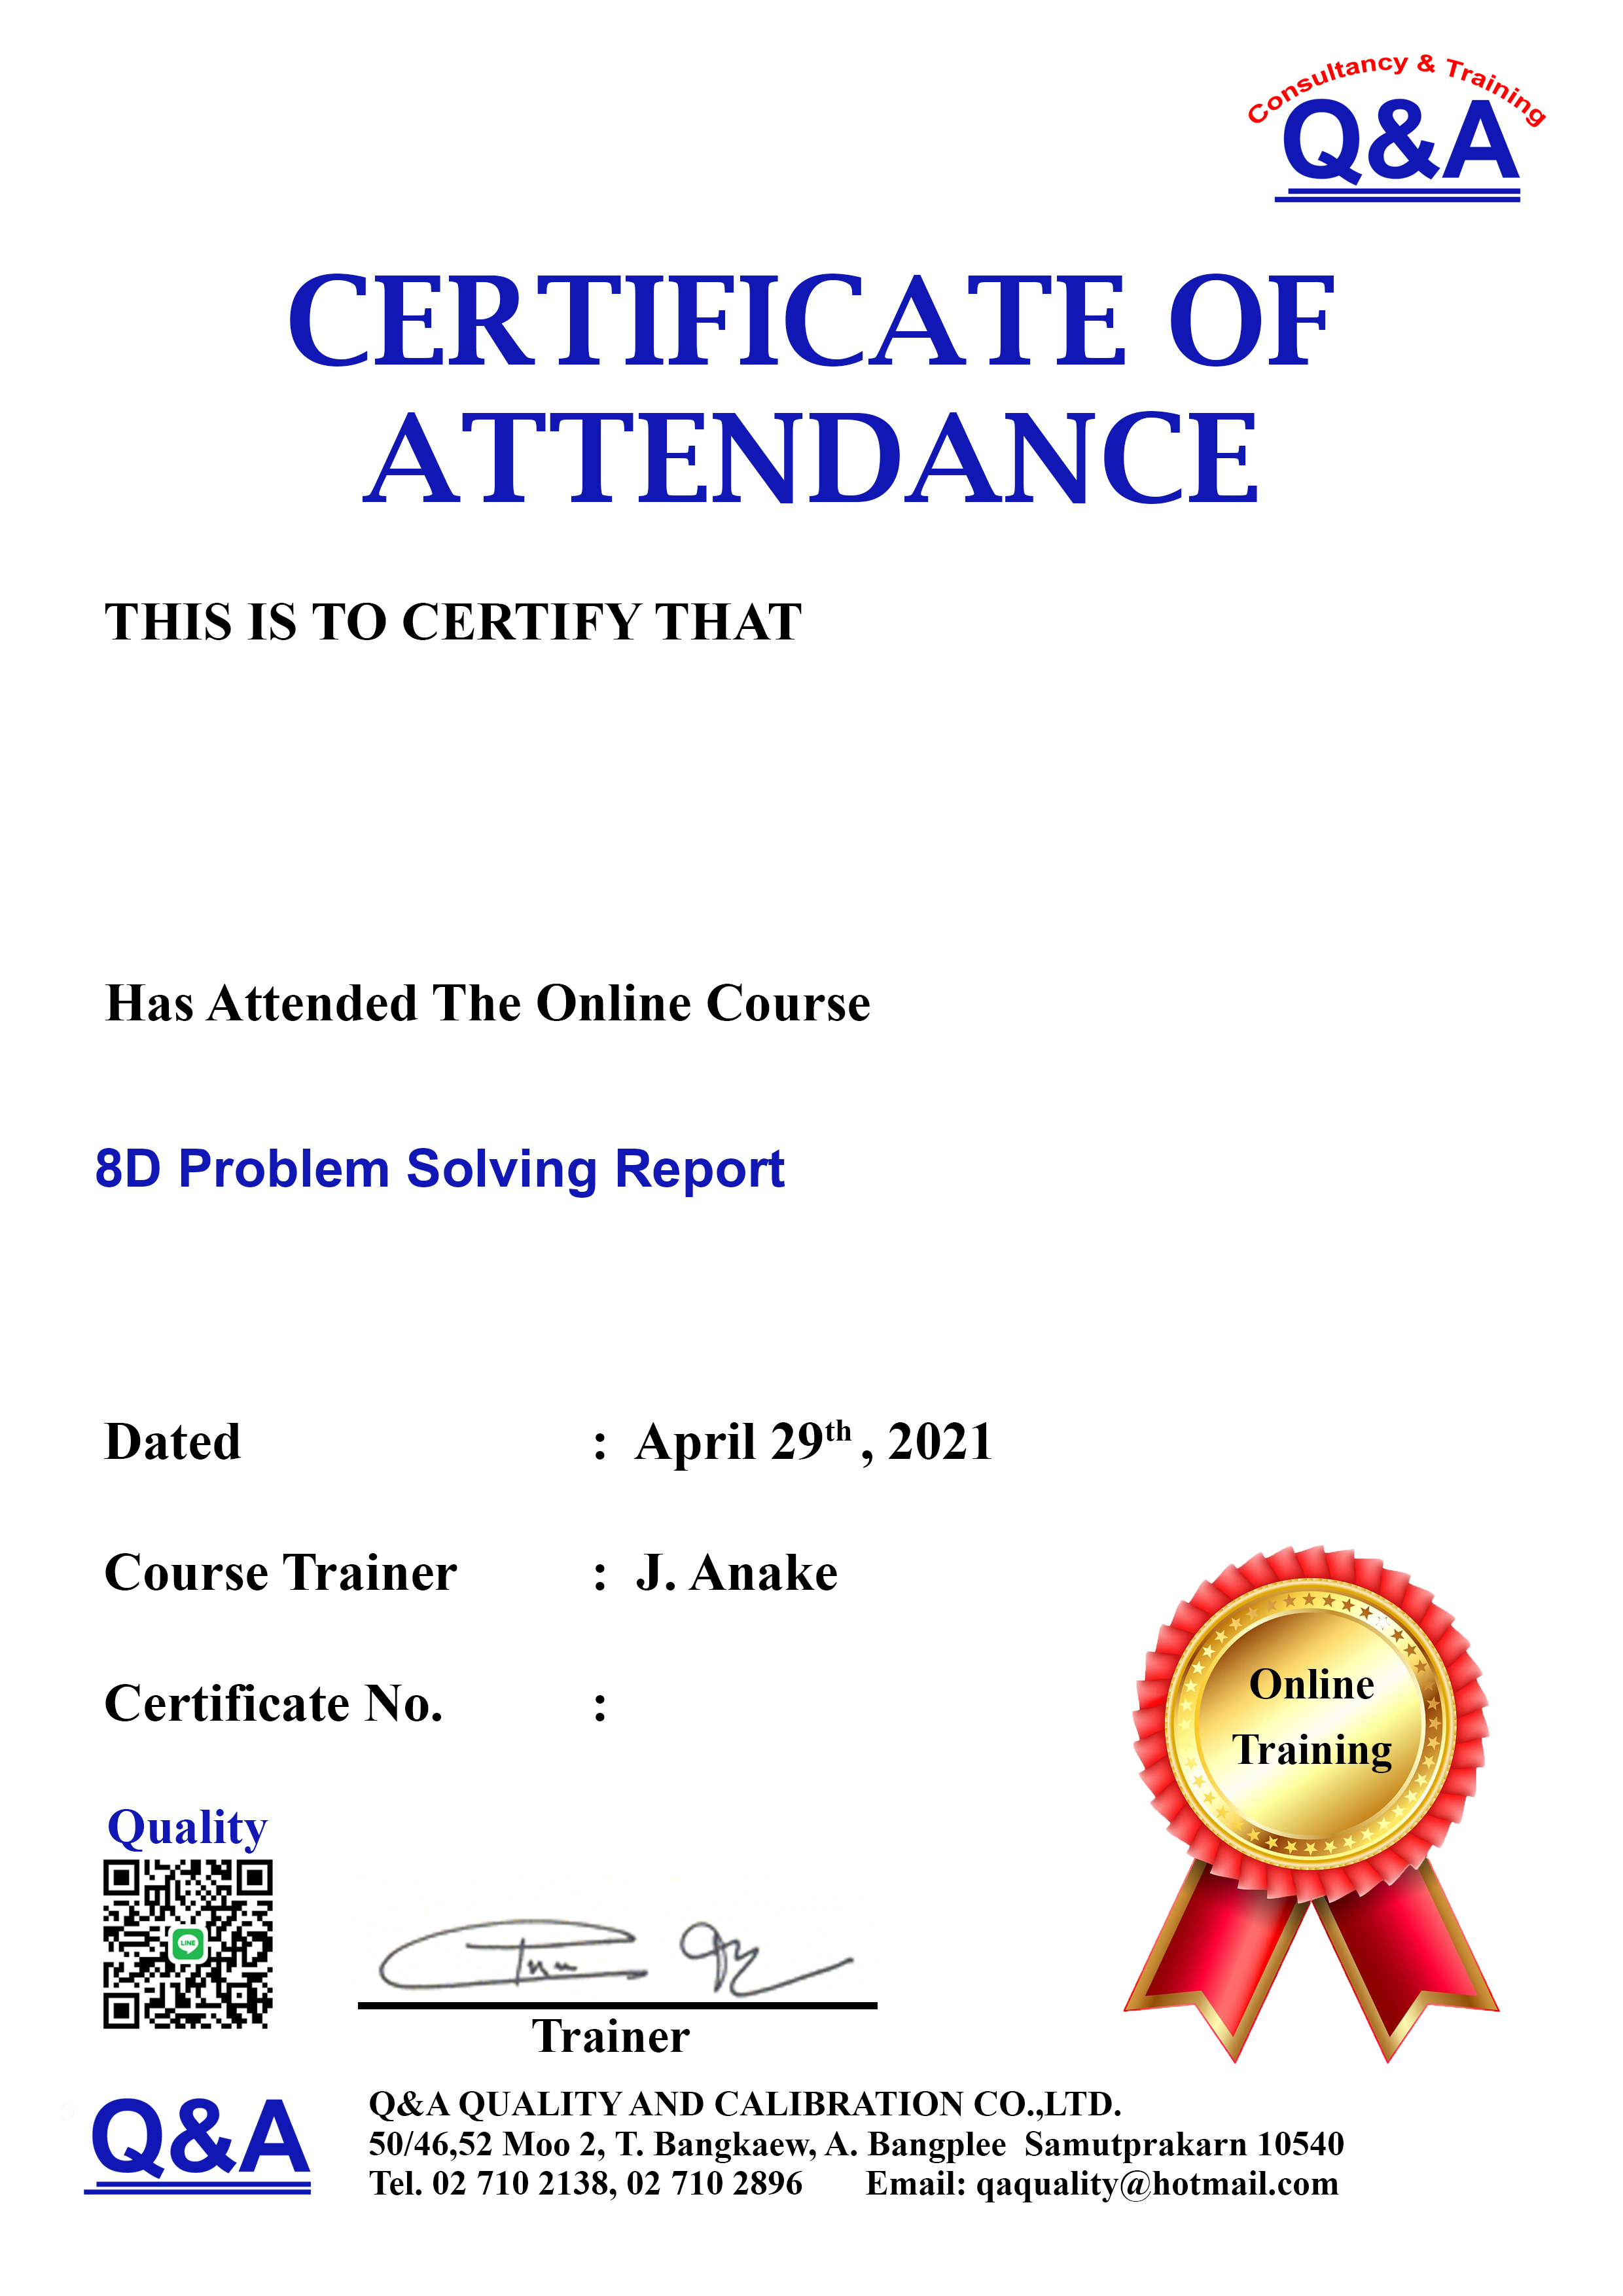 Consultancy & Training
Q&A
CERTIFICATE OF
ATTENDANCE
THIS IS TO CERTIFY THAT
Has Attended The Online Course
8D Problem Solving Report
Dated : April 29th , 2021
Course Trainer : J. Anake
Certificate No. :
Online
Training
Quality
LINE
Trainer
Q&A
Q&A QUALITY AND CALIBRATION CO.,LTD.
50/46,52 Moo 2, T. Bangkaew, A. Bangplee Samutprakarn 10540
Tel. 02 710 2138, 02 710 2896 Email: qaquality@hotmail.com